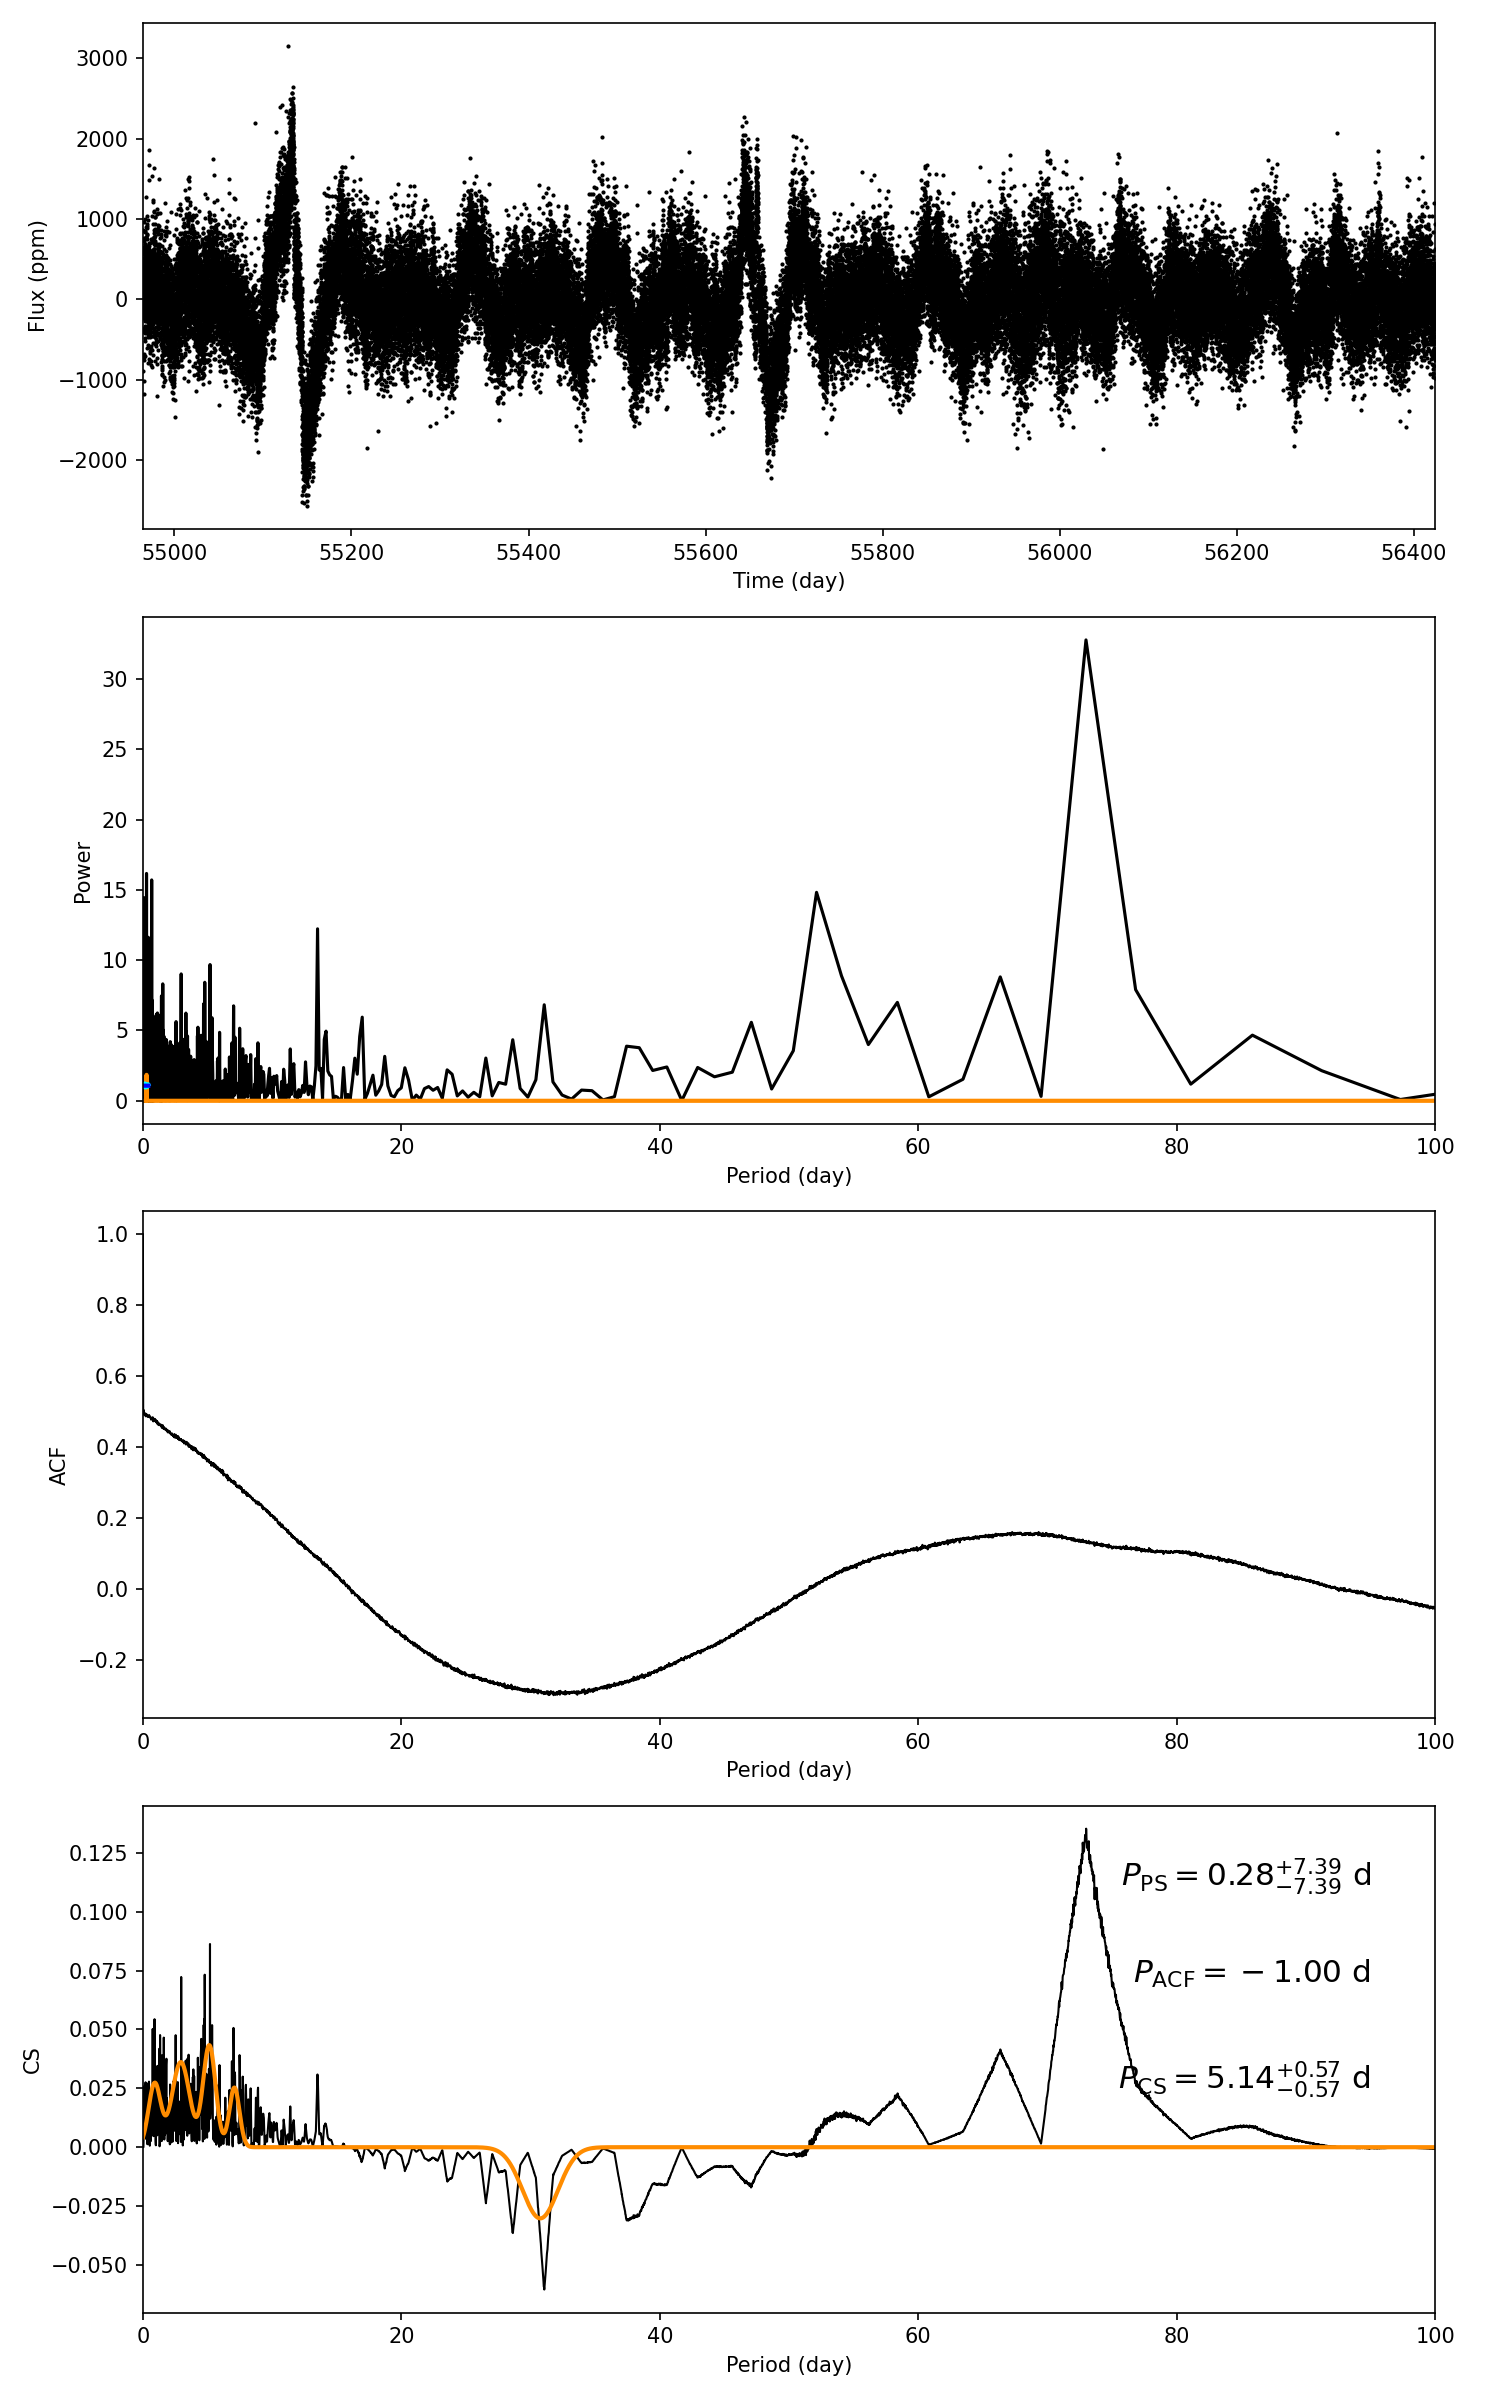 3000
2000
1000
0
−1000
−2000
Flux (ppm)
55000 55200 55400 55600 55800 56000 56200 56400
Time (day)
30
25
20
15
10
5
0
Power
0 20 40 60 80 100
Period (day)
1.0
0.8
0.6
0.4
0.2
0.0
−0.2
ACF
0 20 40 60 80 100
Period (day)
0.125
0.100
0.075
0.050
0.025
0.000
−0.025
−0.050
CS
P_PS = 0.28^{+7.39}_{−7.39} d
P_ACF = −1.00 d
P_CS = 5.14^{+0.57}_{−0.57} d
0 20 40 60 80 100
Period (day)